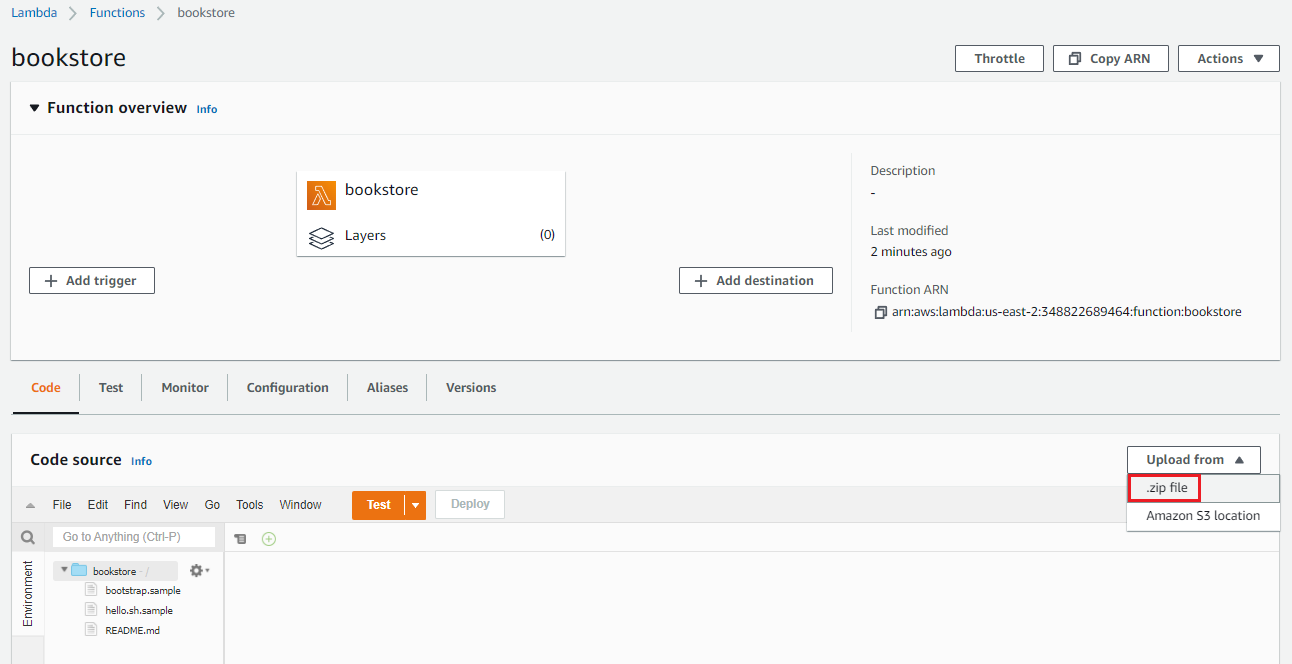 Lambda Functions bookstore
bookstore
Throttle Copy ARN Actions
Function overview Info
bookstore
Layers (0)
Add trigger
Add destination
Description
-
Last modified
2 minutes ago
Function ARN
arn:aws:lambda:us-east-2:348822689464:function:bookstore
Code Test Monitor Configuration Aliases Versions
Code source Info
Upload from
.zip file
Amazon S3 location
File Edit Find View Go Tools Window Test Deploy
Go to Anything (Ctrl-P)
Environment
bookstore - /
bootstrap.sample
hello.sh.sample
README.md